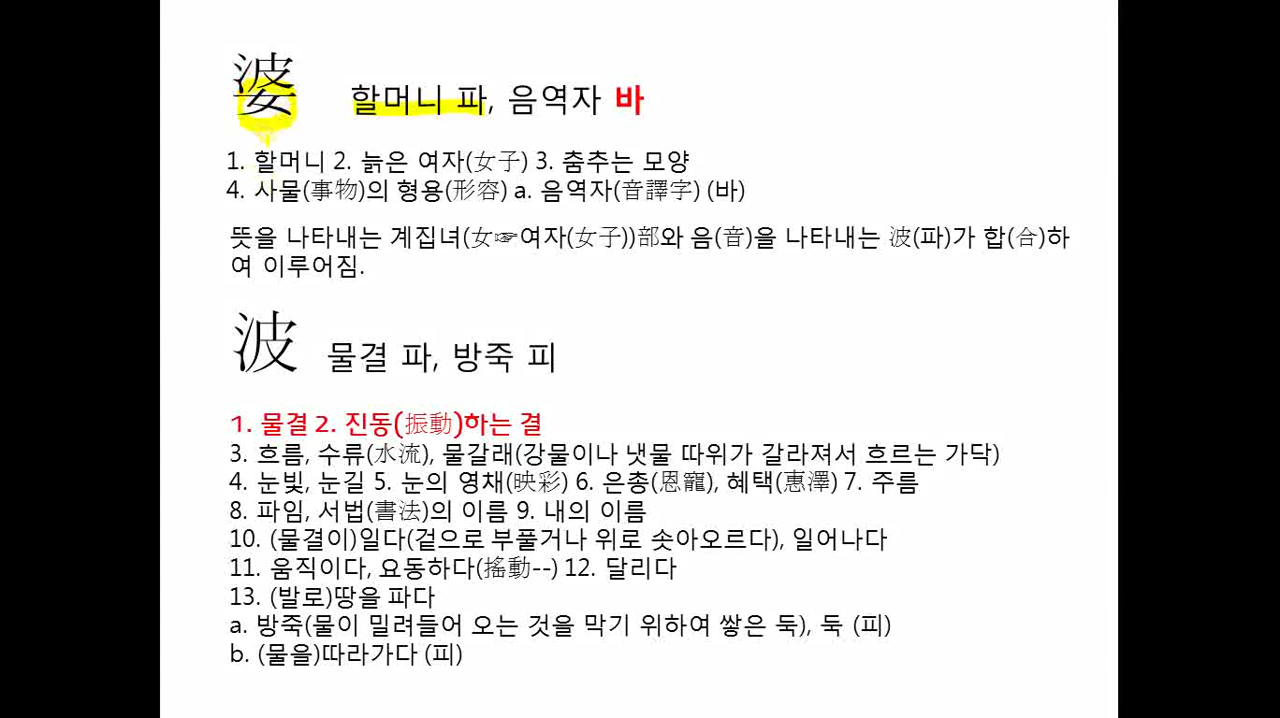 婆 할머니 파, 음역자 바
1. 할머니 2. 늙은 여자(女子) 3. 춤추는 모양
4. 사물(事物)의 형용(形容) a. 음역자(音譯字) (바)
뜻을 나타내는 계집녀(女☞여자(女子))部와 음(音)을 나타내는 波(파)가 합(合)하
여 이루어짐.
波 물결 파, 방죽 피
1. 물결 2. 진동(振動)하는 결
3. 흐름, 수류(水流), 물갈래(강물이나 냇물 따위가 갈라져서 흐르는 가닥)
4. 눈빛, 눈길 5. 눈의 영채(映彩) 6. 은총(恩寵), 혜택(惠澤) 7. 주름
8. 파임, 서법(書法)의 이름 9. 내의 이름
10. (물결이)일다(겉으로 부풀거나 위로 솟아오르다), 일어나다
11. 움직이다, 요동하다(搖動--) 12. 달리다
13. (발로)땅을 파다
a. 방죽(물이 밀려들어 오는 것을 막기 위하여 쌓은 둑), 둑 (피)
b. (물을)따라가다 (피)